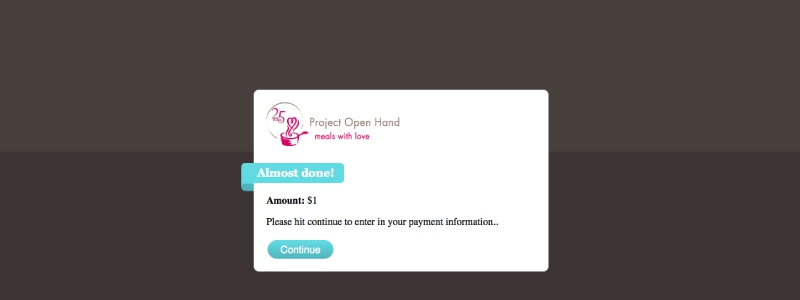 25
Project Open Hand
meals with love
Almost done!
Amount: $1
Please hit continue to enter in your payment information..
Continue